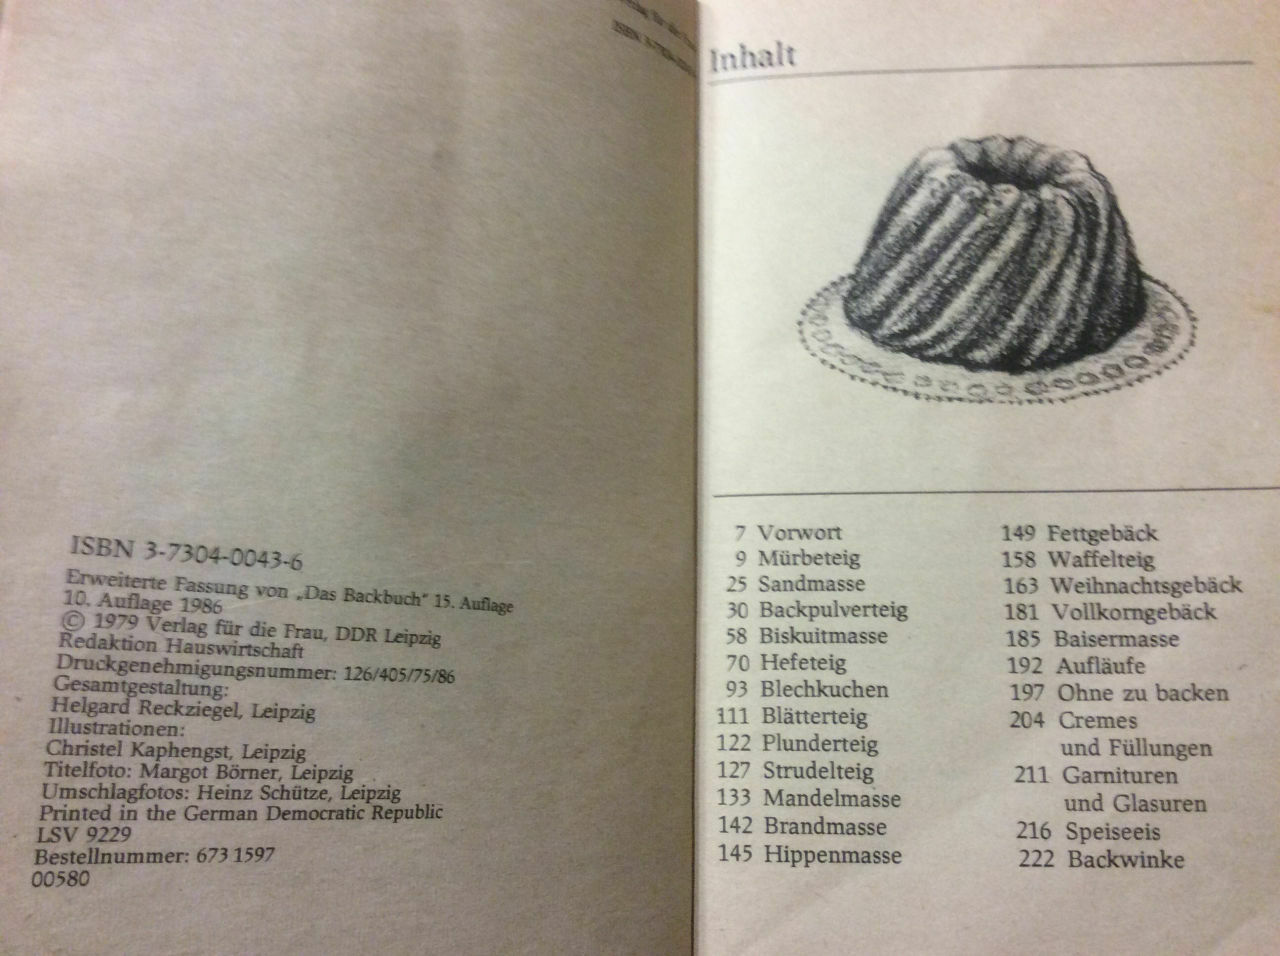 ISBN 3-7304-0043-6
Erweiterte Fassung von „Das Backbuch“ 15. Auflage
10. Auflage 1986
© 1979 Verlag für die Frau, DDR Leipzig
Redaktion Hauswirtschaft
Druckgenehmigungsnummer: 126/405/75/86
Gesamtgestaltung:
Helgard Reckziegel, Leipzig
Illustrationen:
Christel Kaphengst, Leipzig
Titelfoto: Margot Börner, Leipzig
Umschlagfotos: Heinz Schütze, Leipzig
Printed in the German Democratic Republic
LSV 9229
Bestellnummer: 673 1597
00580
Inhalt
7 Vorwort
9 Mürbeteig
25 Sandmasse
30 Backpulverteig
58 Biskuitmasse
70 Hefeteig
93 Blechkuchen
111 Blätterteig
122 Plunderteig
127 Strudelteig
133 Mandelmasse
142 Brandmasse
145 Hippenmasse
149 Fettgebäck
158 Waffelteig
163 Weihnachtsgebäck
181 Vollkorngebäck
185 Baisermasse
192 Aufläufe
197 Ohne zu backen
204 Cremes
und Füllungen
211 Garnituren
und Glasuren
216 Speiseeis
222 Backwinke